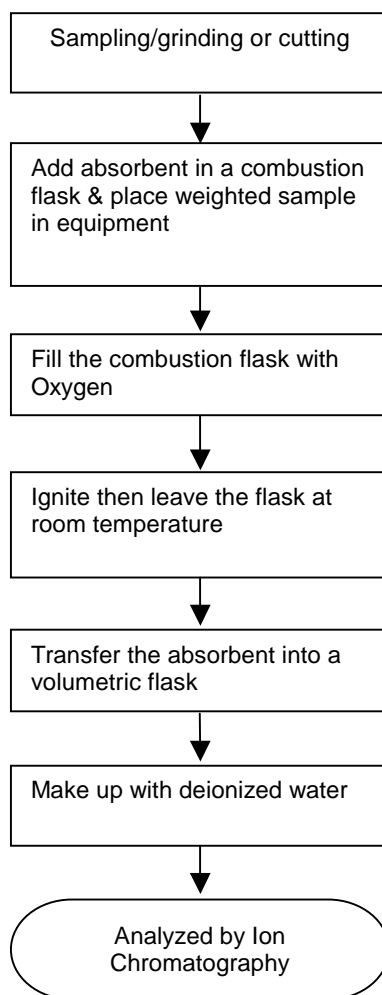 Sampling/grinding or cutting
Add absorbent in a combustion
flask & place weighted sample
in equipment
Fill the combustion flask with
Oxygen
Ignite then leave the flask at
room temperature
Transfer the absorbent into a
volumetric flask
Make up with deionized water
Analyzed by Ion
Chromatography